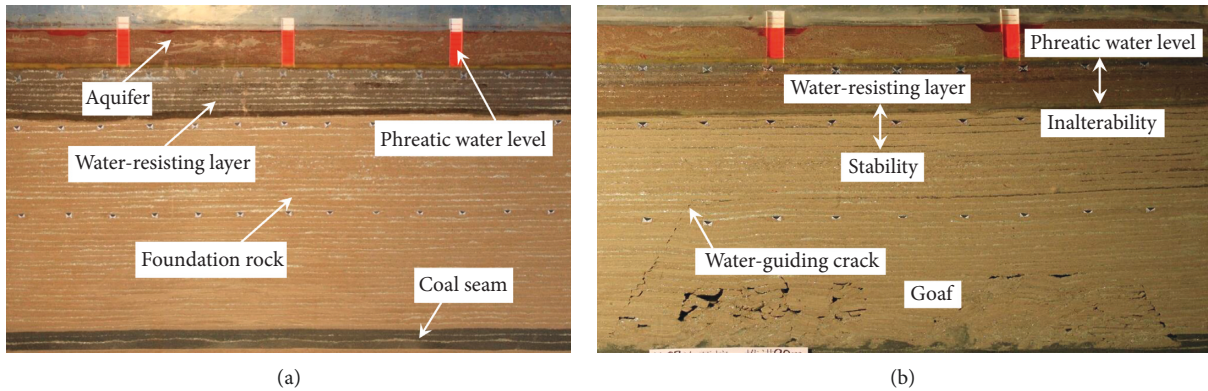 Aquifer
Water-resisting layer
Phreatic water level
Foundation rock
Coal seam
(a)
Phreatic water level
Water-resisting layer
Inalterability
Stability
Water-guiding crack
Goaf
(b)